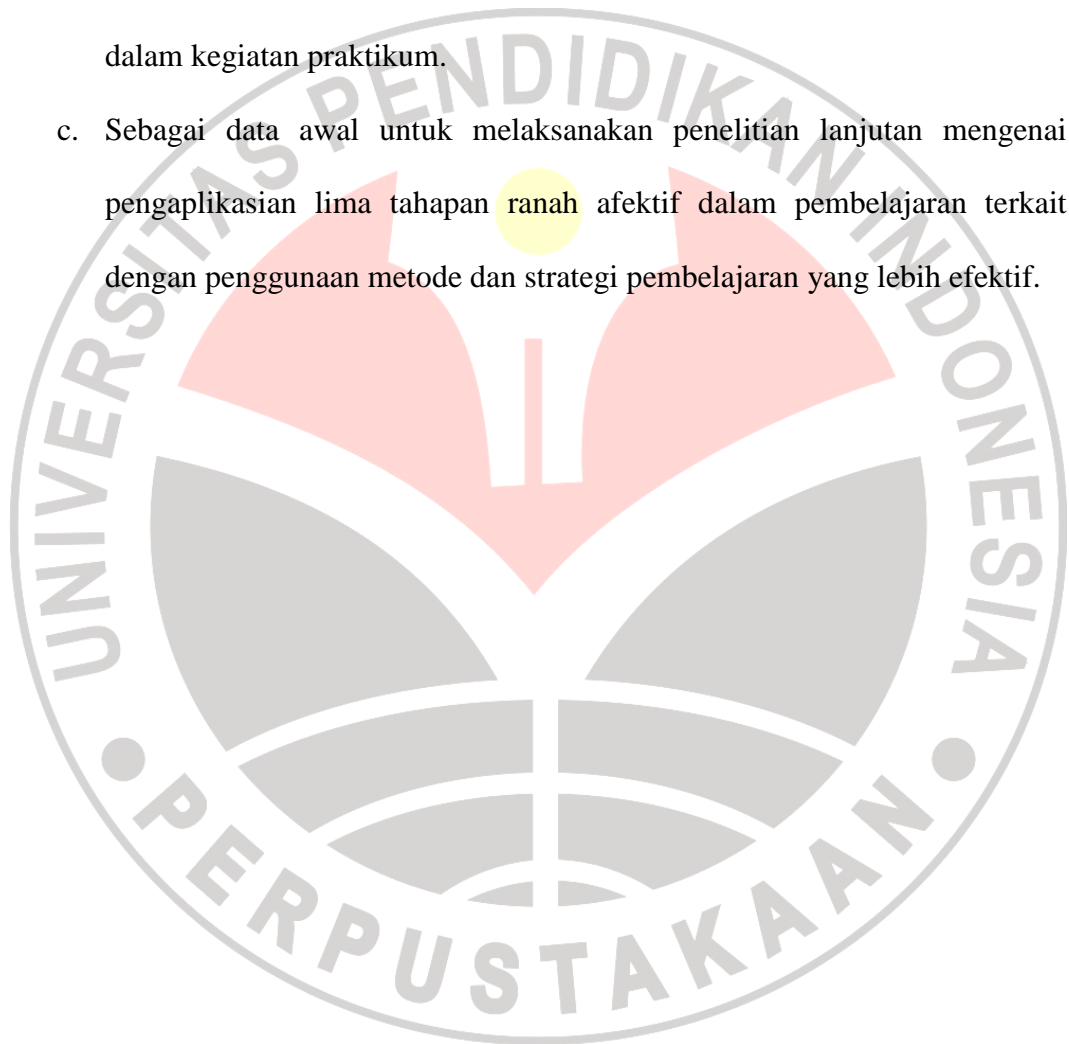 dalam kegiatan praktikum.
c. Sebagai data awal untuk melaksanakan penelitian lanjutan mengenai
pengaplikasian lima tahapan ranah afektif dalam pembelajaran terkait
dengan penggunaan metode dan strategi pembelajaran yang lebih efektif.
UNIVERSITAS PENDIDIKAN INDONESIA
PERPUSTAKAAN